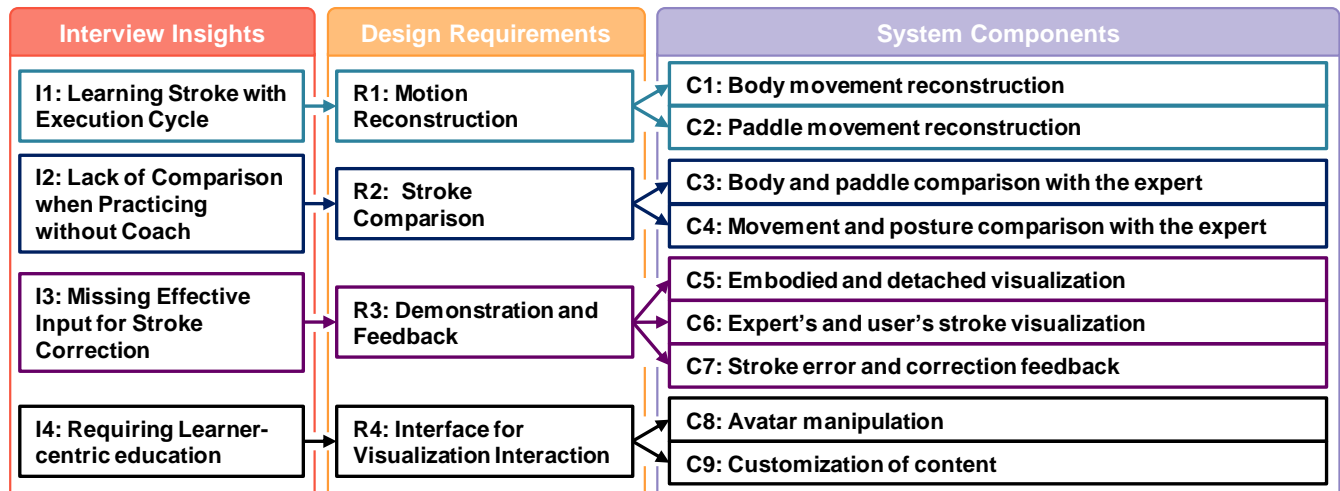 Interview Insights
Design Requirements
System Components
I1: Learning Stroke with
Execution Cycle
R1: Motion
Reconstruction
C1: Body movement reconstruction
C2: Paddle movement reconstruction
I2: Lack of Comparison
when Practicing
without Coach
R2: Stroke
Comparison
C3: Body and paddle comparison with the expert
C4: Movement and posture comparison with the expert
I3: Missing Effective
Input for Stroke
Correction
R3: Demonstration and
Feedback
C5: Embodied and detached visualization
C6: Expert's and user's stroke visualization
C7: Stroke error and correction feedback
I4: Requiring Learner-
centric education
R4: Interface for
Visualization Interaction
C8: Avatar manipulation
C9: Customization of content